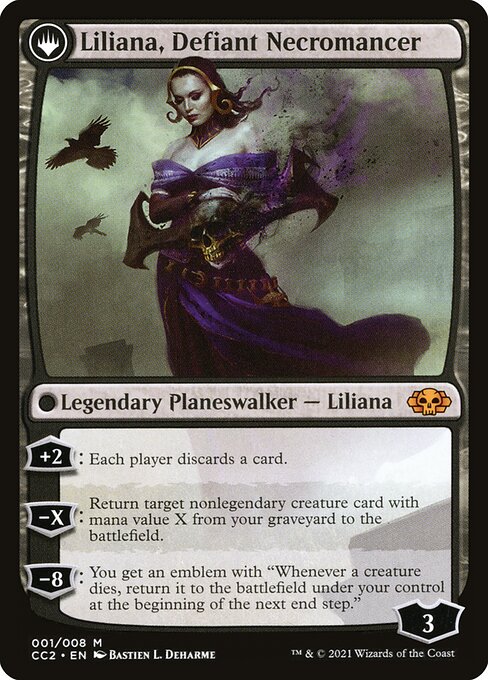 Liliana, Defiant Necromancer
Legendary Planeswalker — Liliana
+2 : Each player discards a card.
−X : Return target nonlegendary creature card with
mana value X from your graveyard to the
battlefield.
−8 : You get an emblem with “Whenever a creature
dies, return it to the battlefield under your control
at the beginning of the next end step.”
3
001/008 M
CC2 • EN Bastien L. Deharme
™ & © 2021 Wizards of the Coast